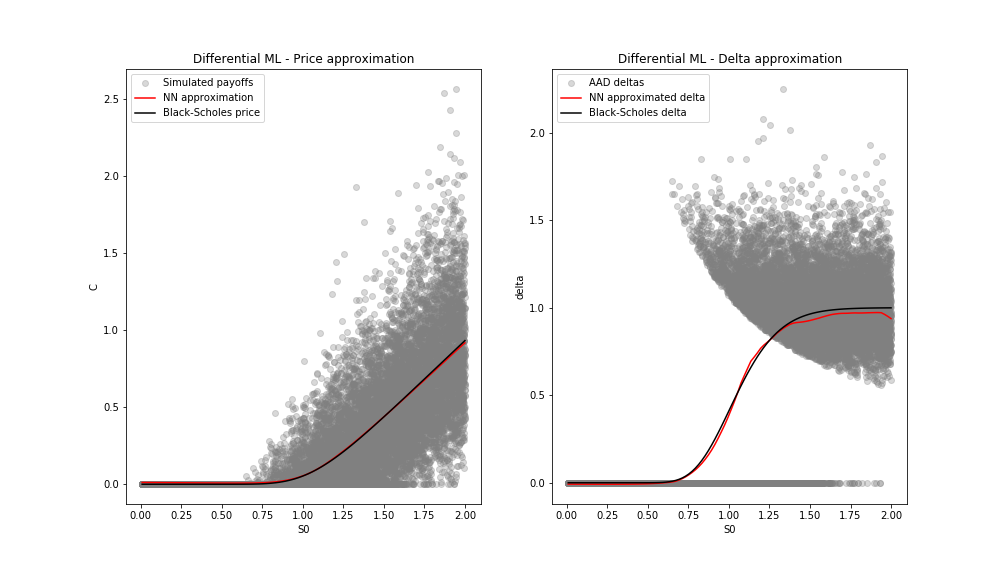 Differential ML - Price approximation
Simulated payoffs
NN approximation
Black-Scholes price
2.5
2.0
1.5
1.0
0.5
0.0
C
0.00 0.25 0.50 0.75 1.00 1.25 1.50 1.75 2.00
S0
Differential ML - Delta approximation
AAD deltas
NN approximated delta
Black-Scholes delta
2.0
1.5
1.0
0.5
0.0
delta
0.00 0.25 0.50 0.75 1.00 1.25 1.50 1.75 2.00
S0